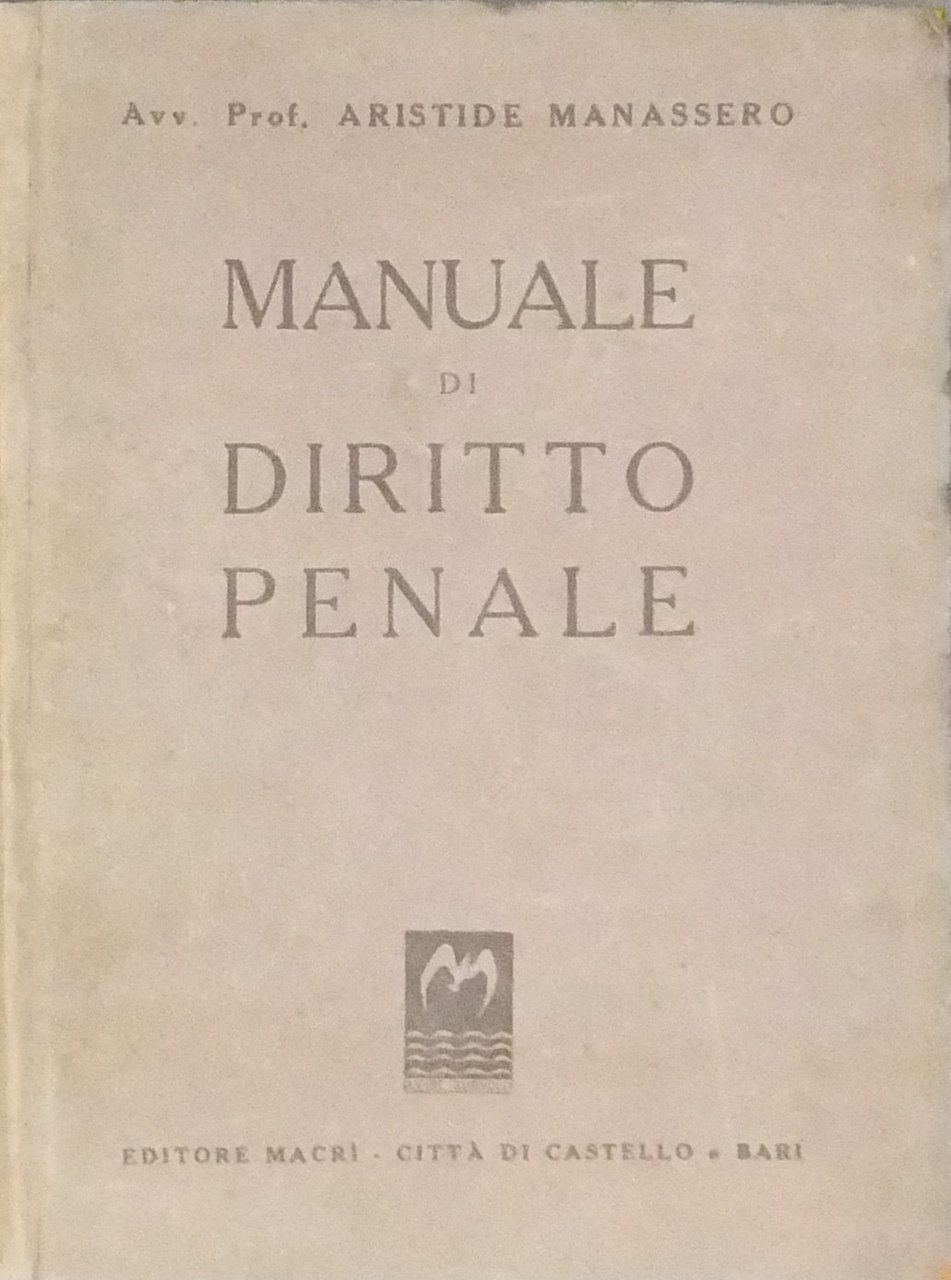 Avv. Prof. ARISTIDE MANASSERO
MANUALE
DI
DIRITTO
PENALE
EDITORE MACRÌ - CITTÀ DI CASTELLO e BARI